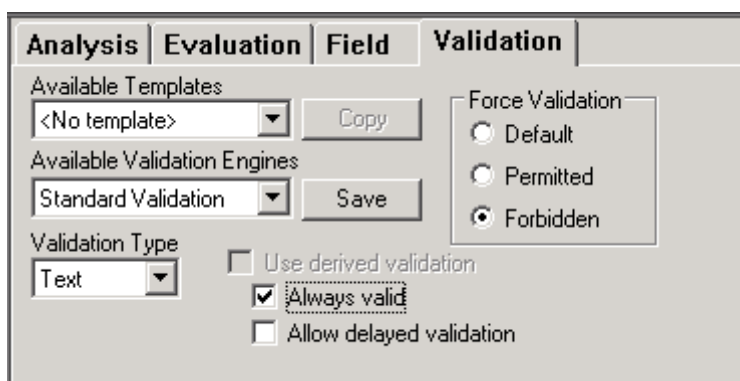 Analysis Evaluation Field Validation
Available Templates
<No template> Copy
Available Validation Engines
Standard Validation Save
Validation Type
Text
Force Validation
Default
Permitted
Forbidden
Use derived validation
Always valid
Allow delayed validation